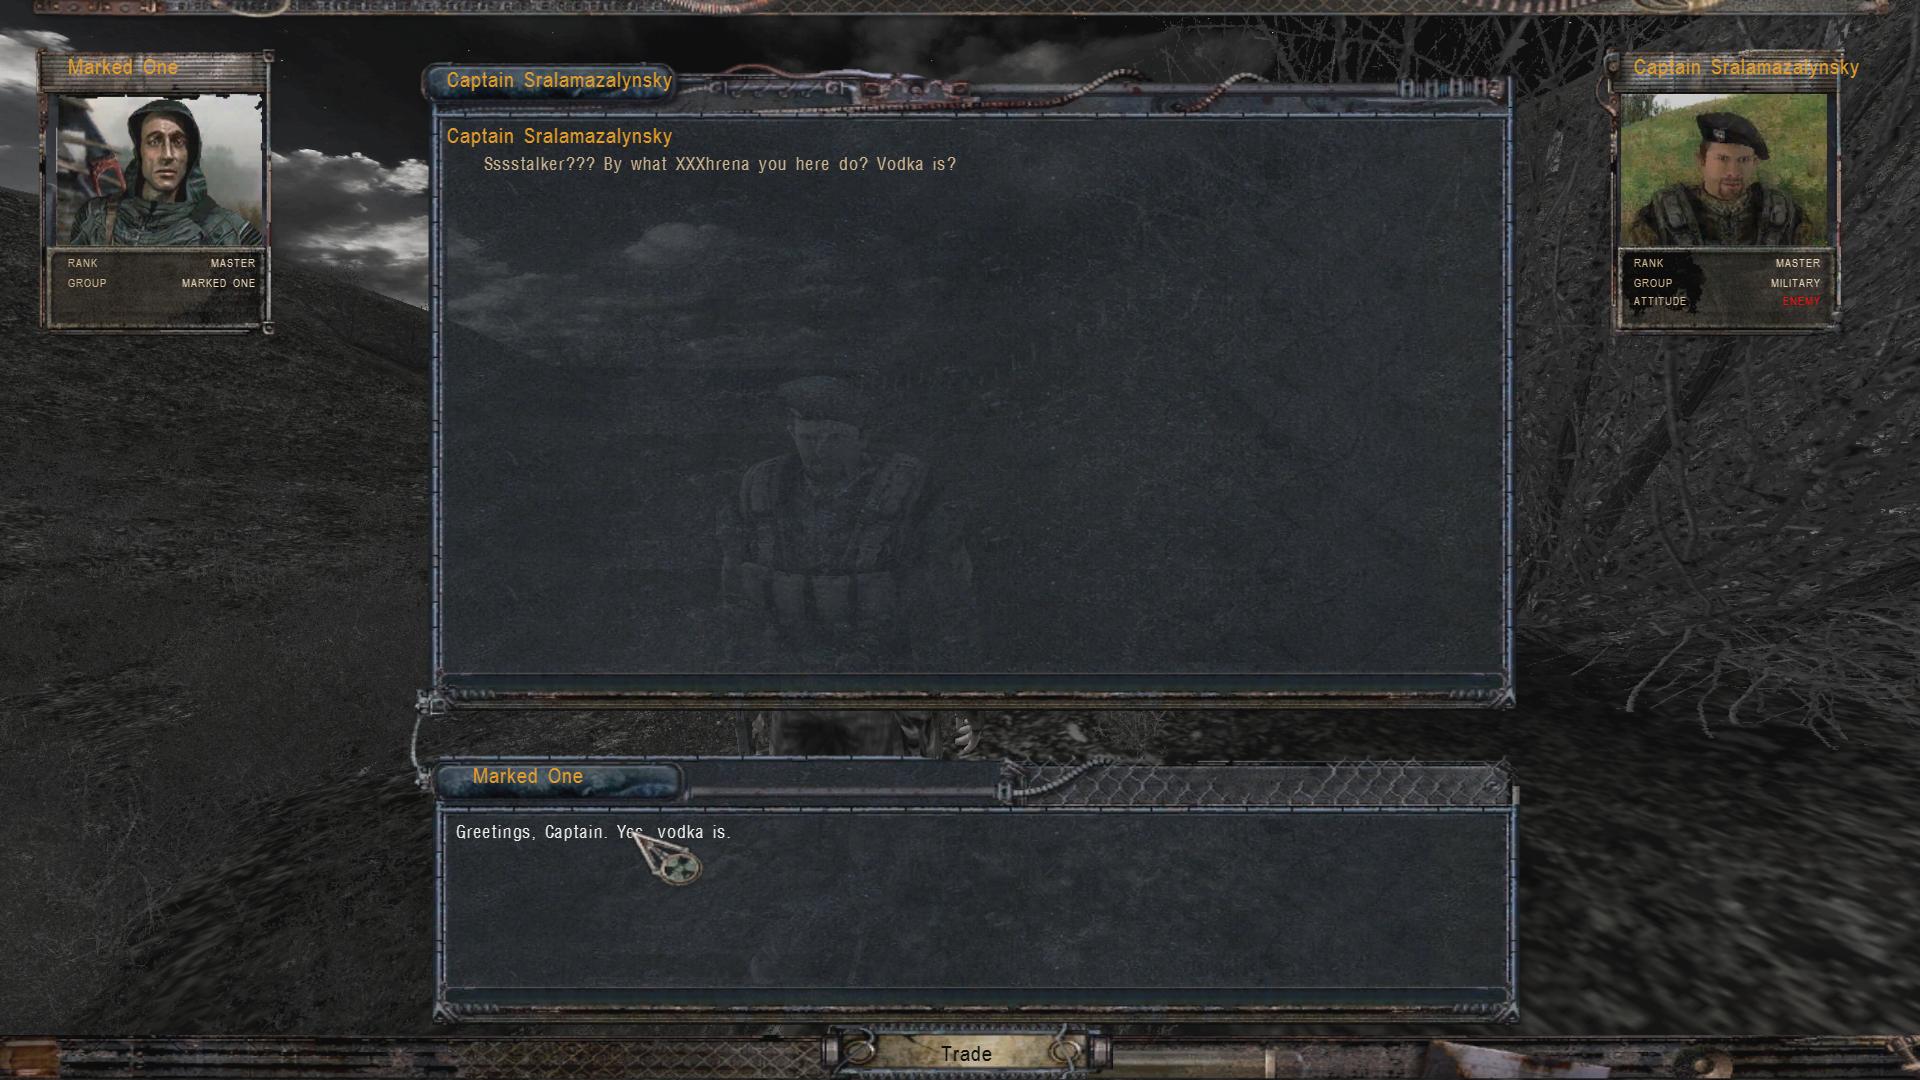 Marked One
RANK MASTER
GROUP MARKED ONE
Captain Sralamazalynsky
Captain Sralamazalynsky
Sssstalker??? By what XXXhrena you here do? Vodka is?
Captain Sralamazalynsky
RANK MASTER
GROUP MILITARY
ATTITUDE ENEMY
Marked One
Greetings, Captain. Yes, vodka is.
Trade